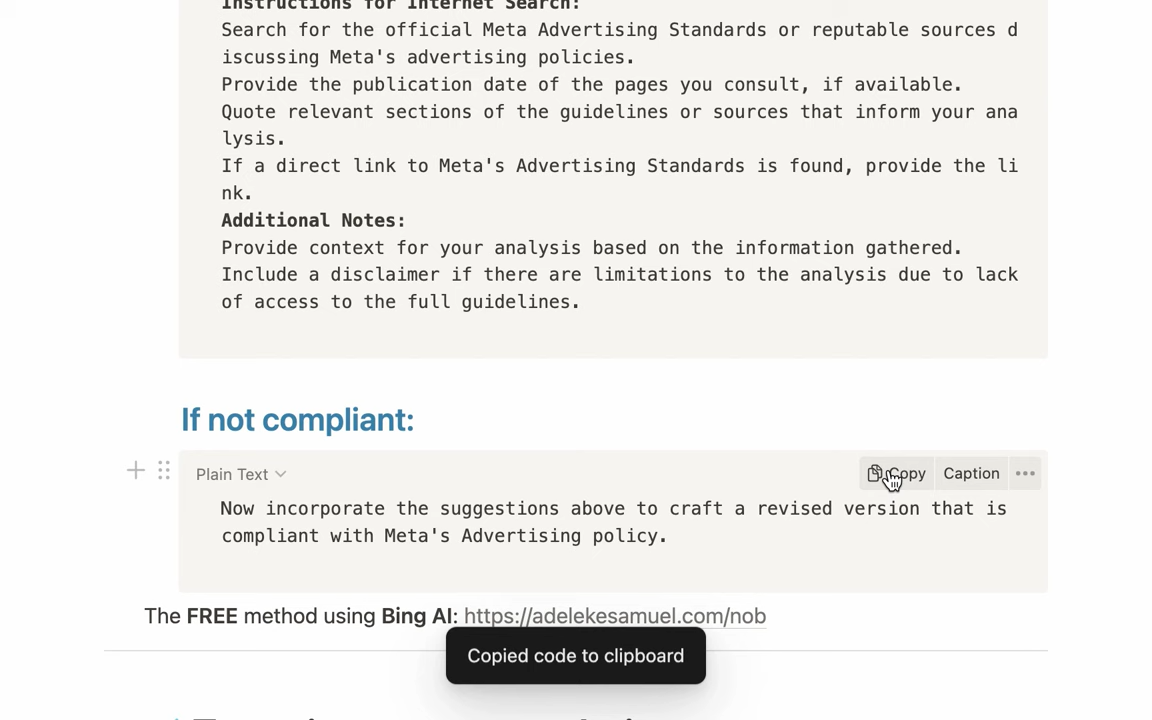 Instructions for Internet Search:
Search for the official Meta Advertising Standards or reputable sources d
iscussing Meta's advertising policies.
Provide the publication date of the pages you consult, if available.
Quote relevant sections of the guidelines or sources that inform your ana
lysis.
If a direct link to Meta's Advertising Standards is found, provide the li
nk.
Additional Notes:
Provide context for your analysis based on the information gathered.
Include a disclaimer if there are limitations to the analysis due to lack
of access to the full guidelines.
If not compliant:
Plain Text
Copy Caption
Now incorporate the suggestions above to craft a revised version that is
compliant with Meta's Advertising policy.
The FREE method using Bing AI: https://adelekesamuel.com/nob
Copied code to clipboard